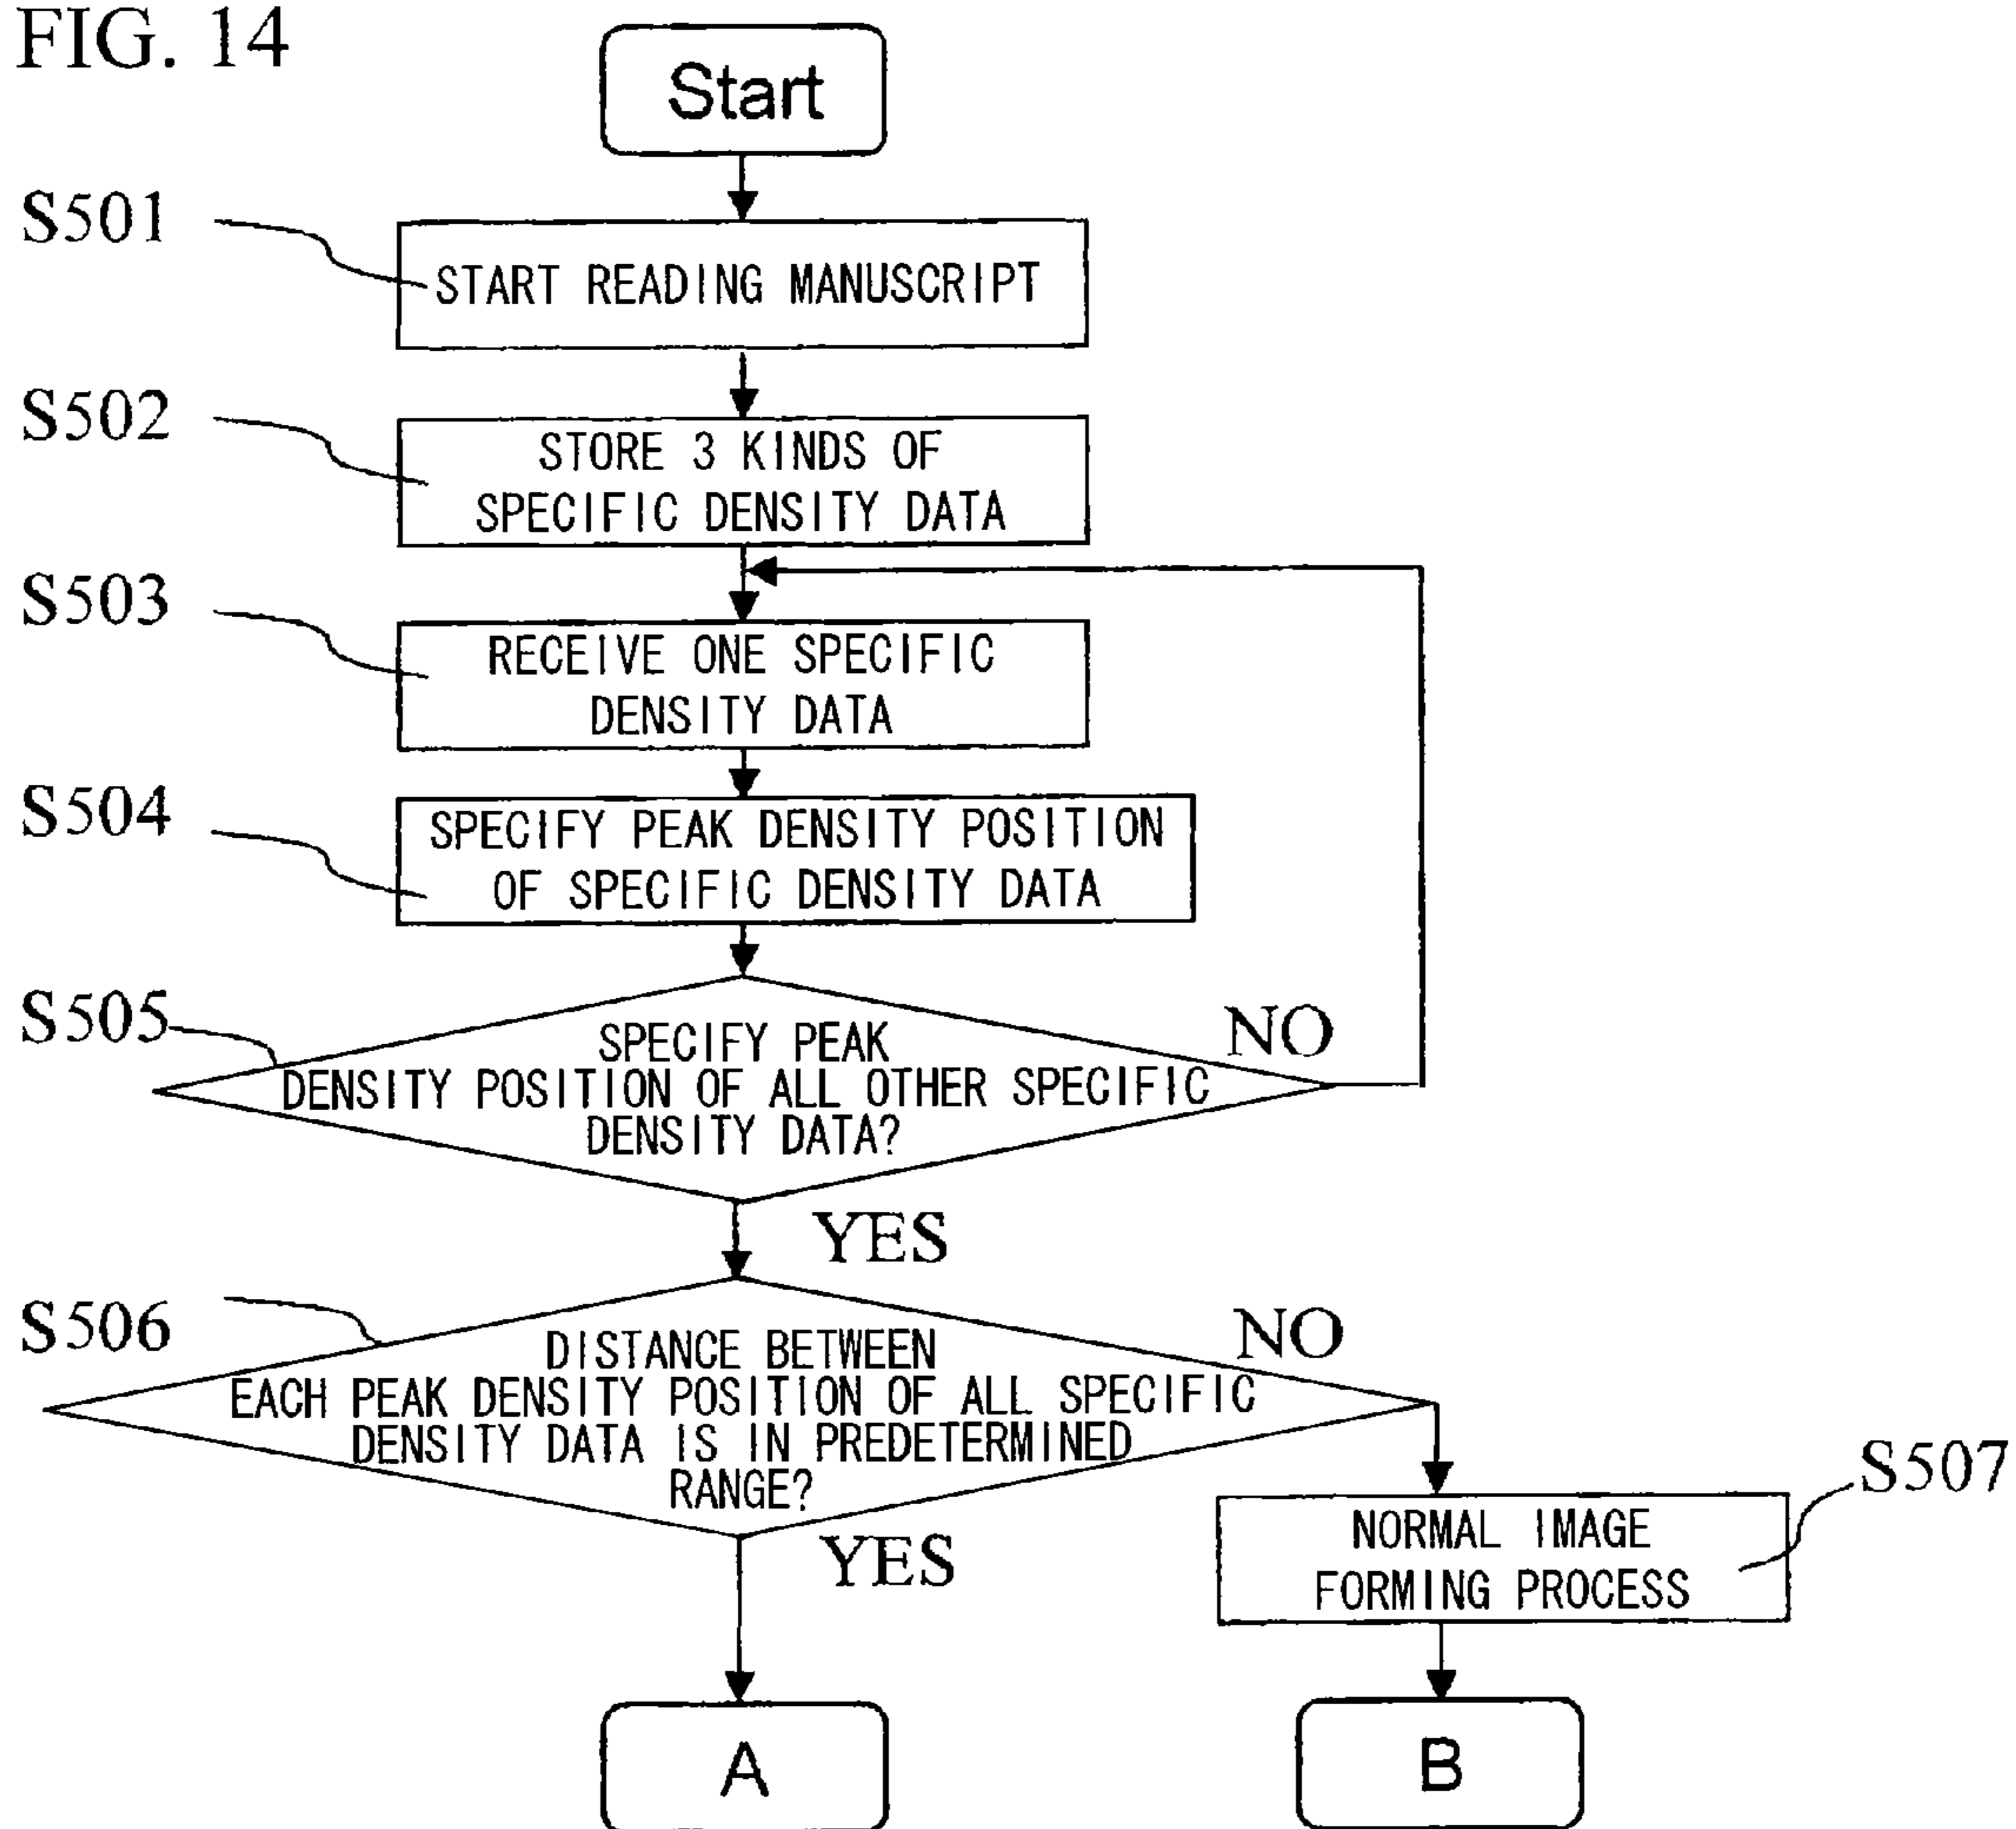 FIG. 14
Start
S501
START READING MANUSCRIPT
S502
STORE 3 KINDS OF
SPECIFIC DENSITY DATA
S503
RECEIVE ONE SPECIFIC
DENSITY DATA
S504
SPECIFY PEAK DENSITY POSITION
OF SPECIFIC DENSITY DATA
S505
SPECIFY PEAK
DENSITY POSITION OF ALL OTHER SPECIFIC
DENSITY DATA?
NO
YES
S506
DISTANCE BETWEEN
EACH PEAK DENSITY POSITION OF ALL SPECIFIC
DENSITY DATA IS IN PREDETERMINED
RANGE?
NO
YES
S507
NORMAL IMAGE
FORMING PROCESS
A
B